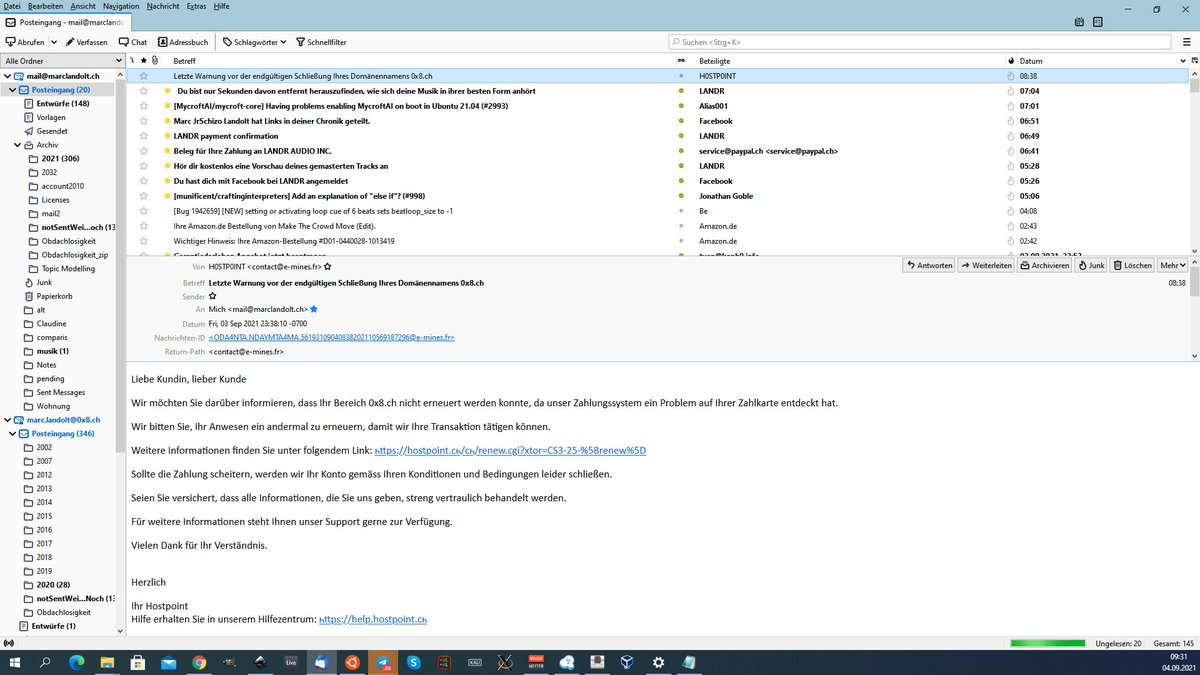 Datei Bearbeiten Ansicht Navigation Nachricht Extras Hilfe
Posteingang - mail@marclando
Abrufen Verfassen Chat Adressbuch Schlagwörter Schnellfilter Suchen <Strg+K>
Alle Ordner
mail@marclandolt.ch
Posteingang (20)
Entwürfe (148)
Vorlagen
Gesendet
Archiv
2021 (306)
2032
account2010
Licenses
mail2
notSentWei...och (13
Obdachlosigkeit
Obdachlosigkeit_zip
Topic Modelling
Junk
Papierkorb
alt
Claudine
comparis
musik (1)
Notes
pending
Sent Messages
Wohnung
marc.landolt@0x8.ch
Posteingang (346)
2002
2007
2012
2013
2014
2015
2016
2017
2018
2019
2020 (28)
notSentWei...Noch (13
Obdachlosigkeit
Entwürfe (1)
Betreff Beteiligte Datum
Letzte Warnung vor der endgültigen Schließung Ihres Domänennamens 0x8.ch H0STP0INT 08:38
Du bist nur Sekunden davon entfernt herauszufinden, wie sich deine Musik in ihrer besten Form anhört LANDR 07:04
[MycroftAI/mycroft-core] Having problems enabling MycroftAI on boot in Ubuntu 21.04 (#2993) Alias001 07:01
Marc JrSchizo Landolt hat Links in deiner Chronik geteilt. Facebook 06:51
LANDR payment confirmation LANDR 06:49
Beleg für Ihre Zahlung an LANDR AUDIO INC. service@paypal.ch <service@paypal.ch> 06:41
Hör dir kostenlos eine Vorschau deines gemasterten Tracks an LANDR 05:28
Du hast dich mit Facebook bei LANDR angemeldet Facebook 05:26
[munificent/craftinginterpreters] Add an explanation of "else if"? (#998) Jonathan Goble 05:06
[Bug 1942659] [NEW] setting or activating loop cue of 6 beats sets beatloop_size to -1 Be 04:08
Ihre Amazon.de Bestellung von Make The Crowd Move (Edit). Amazon.de 02:43
Wichtiger Hinweis: Ihre Amazon-Bestellung #D01-0440028-1013419 Amazon.de 02:42
Von H0STP0INT <contact@e-mines.fr> Antworten Weiterleiten Archivieren Junk Löschen Mehr
Betreff Letzte Warnung vor der endgültigen Schließung Ihres Domänennamens 0x8.ch 08:38
Sender
An Mich <mail@marclandolt.ch>
Datum Fri, 03 Sep 2021 23:38:10 -0700
Nachrichten-ID <ODA4NTA.NDAYMTA4MA.56193109040838202110569187296@e-mines.fr>
Return-Path <contact@e-mines.fr>
Liebe Kundin, lieber Kunde
Wir möchten Sie darüber informieren, dass Ihr Bereich 0x8.ch nicht erneuert werden konnte, da unser Zahlungssystem ein Problem auf Ihrer Zahlkarte entdeckt hat.
Wir bitten Sie, Ihr Anwesen ein andermal zu erneuern, damit wir Ihre Transaktion tätigen können.
Weitere Informationen finden Sie unter folgendem Link: һttps://hostpoint.cһ/cһ/renew.cgi?xtor=CS3-25-%5Brenew%5D
Sollte die Zahlung scheitern, werden wir Ihr Konto gemäss Ihren Konditionen und Bedingungen leider schließen.
Seien Sie versichert, dass alle Informationen, die Sie uns geben, streng vertraulich behandelt werden.
Für weitere Informationen steht Ihnen unser Support gerne zur Verfügung.
Vielen Dank für Ihr Verständnis.
Herzlich
Ihr Hostpoint
Hilfe erhalten Sie in unserem Hilfezentrum: һttps://help.hostpoint.cһ
Ungelesen: 20 Gesamt: 145
Live
09:31
04.09.2021